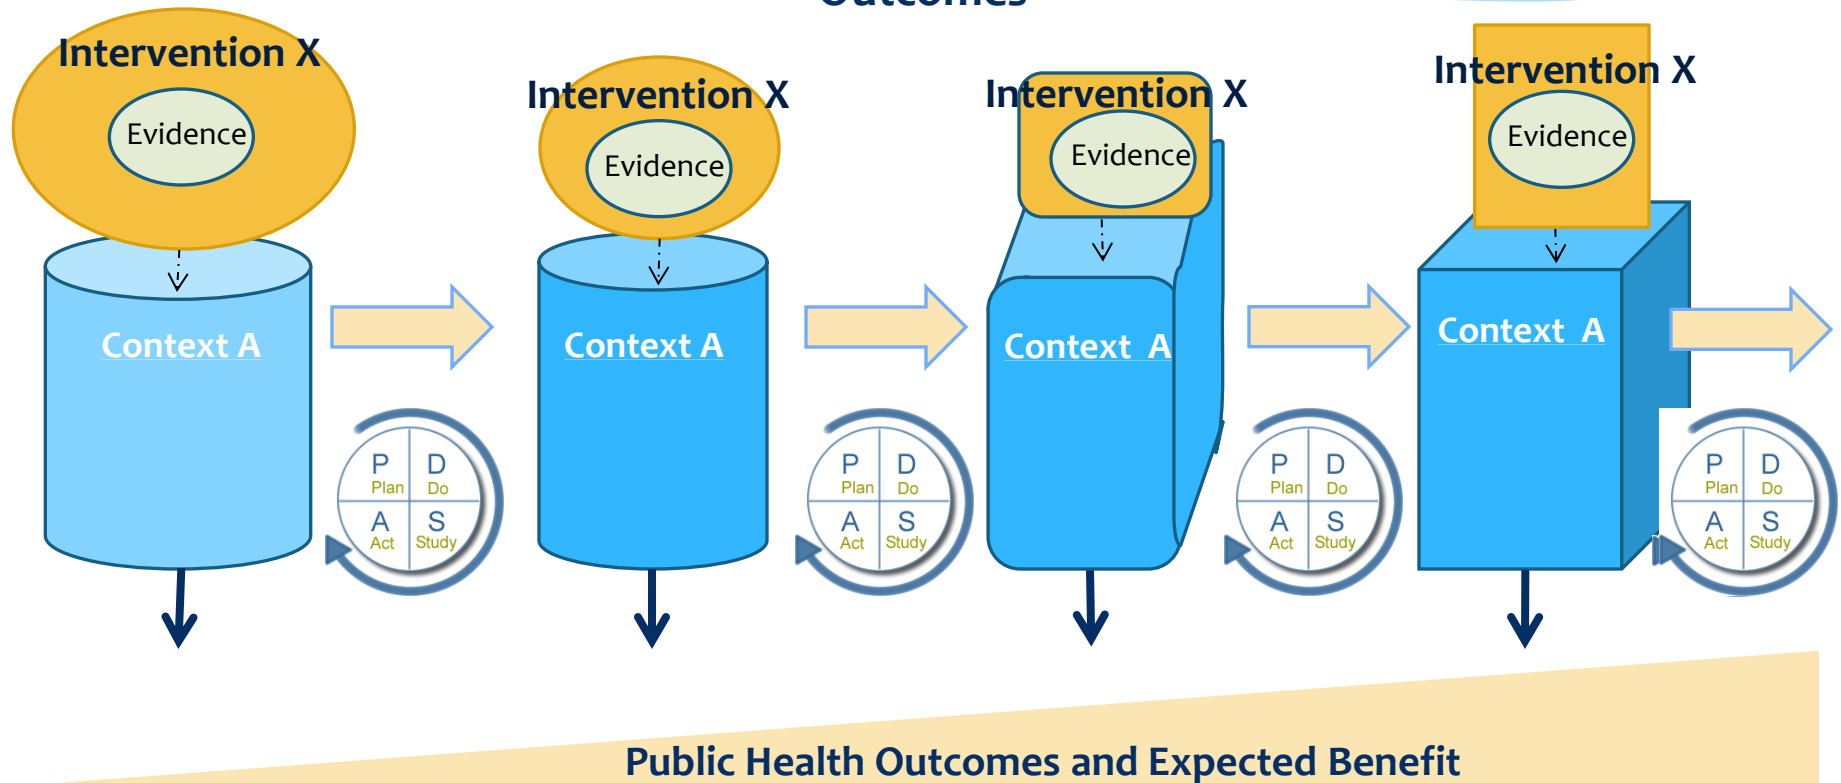 Outcomes
Intervention X
Evidence
Context A
Intervention X
Evidence
Context A
Intervention X
Evidence
Context A
Intervention X
Evidence
Context A
P D
Plan Do
A S
Act Study
P D
Plan Do
A S
Act Study
P D
Plan Do
A S
Act Study
P D
Plan Do
A S
Act Study
Public Health Outcomes and Expected Benefit